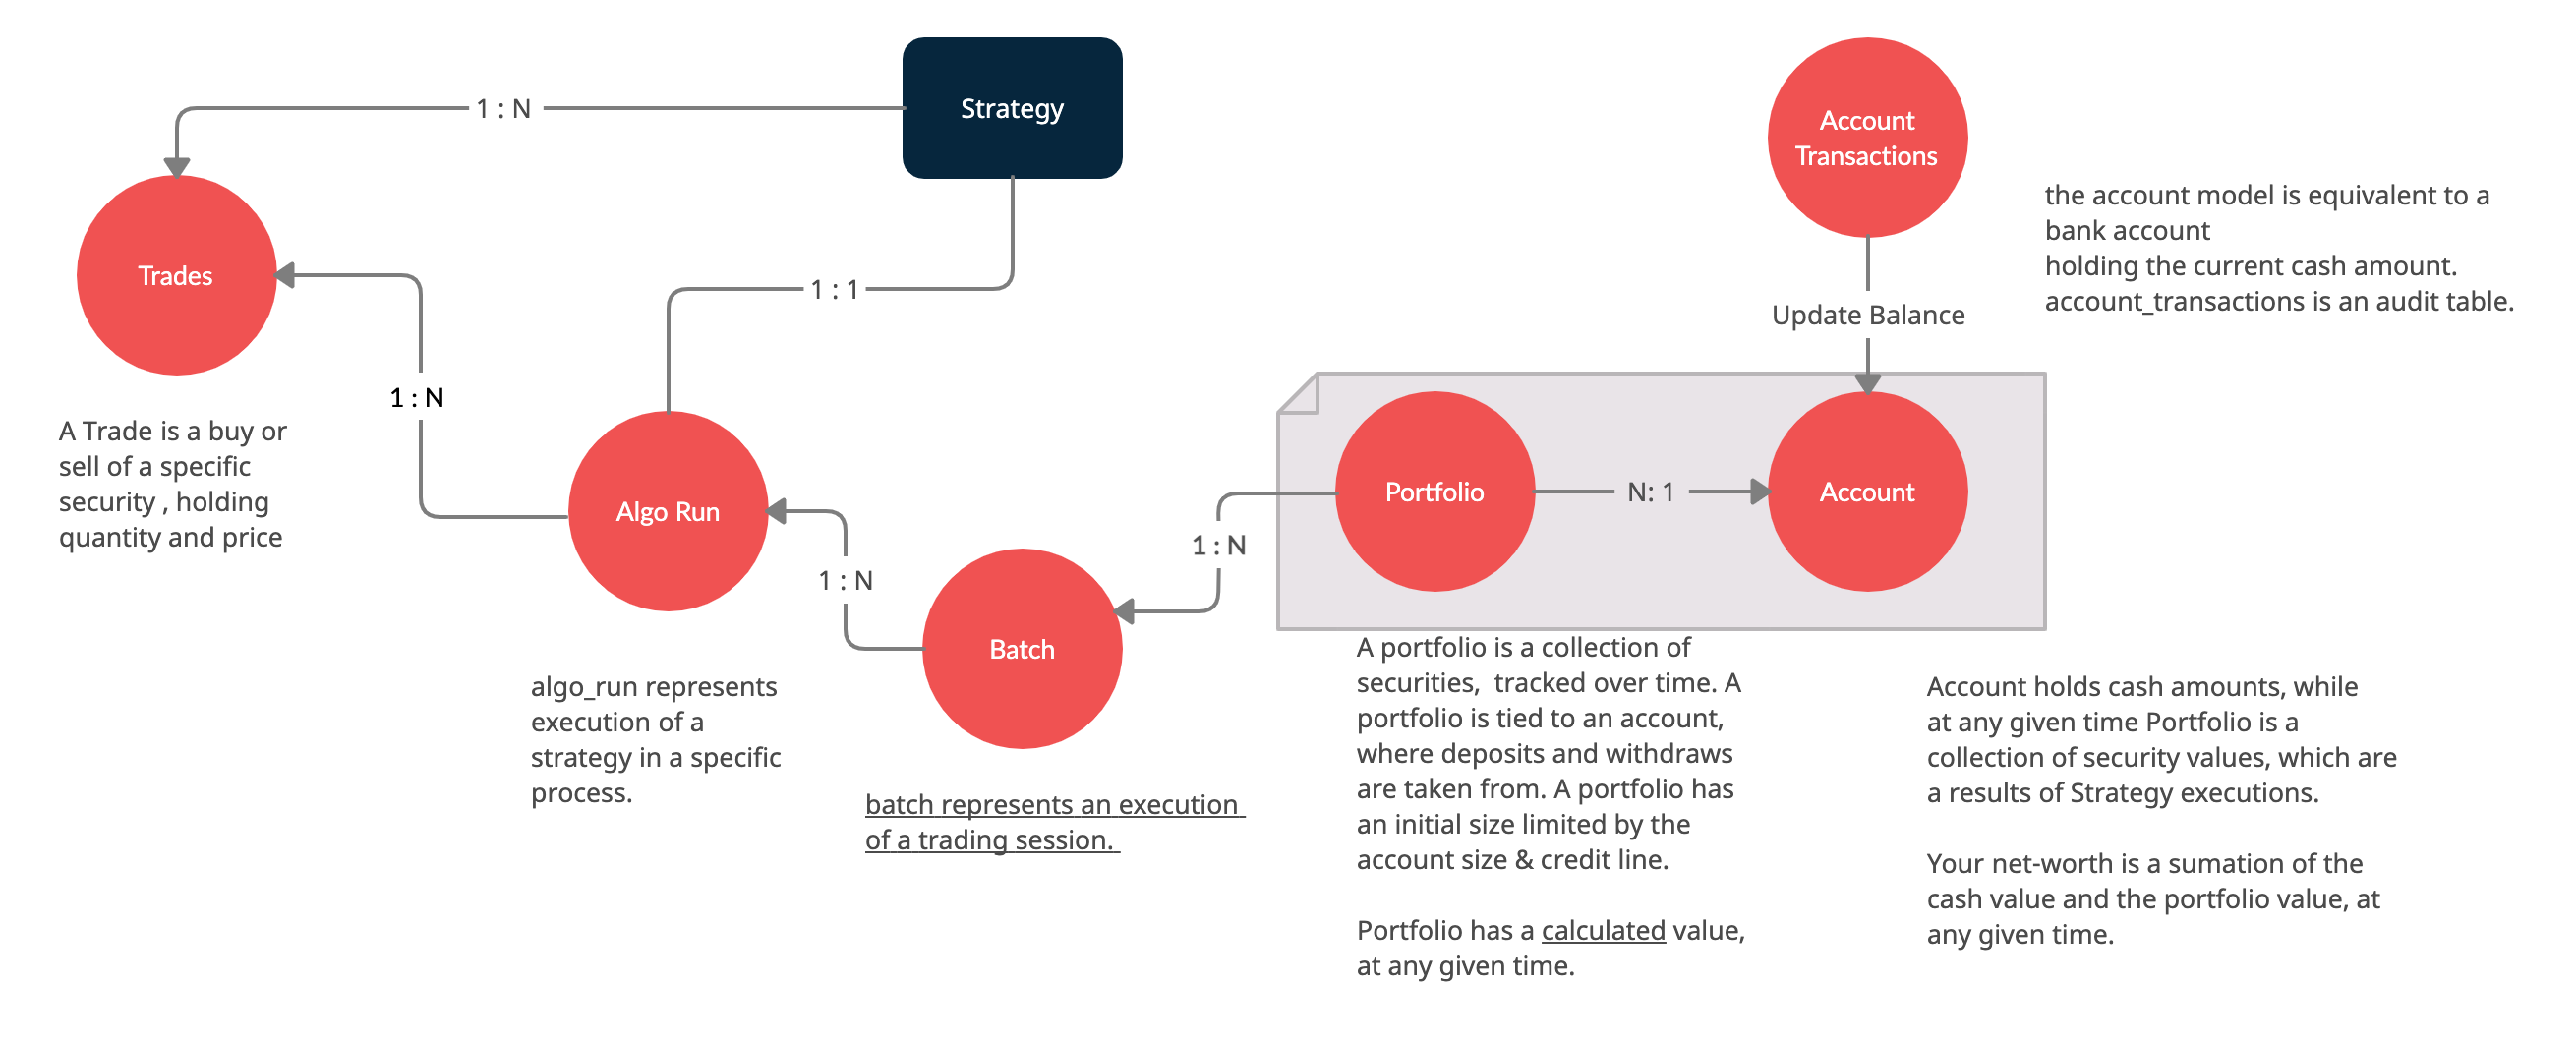 Strategy
1 : N
Account
Transactions
the account model is equivalent to a
bank account
holding the current cash amount.
account_transactions is an audit table.
Trades
1 : 1
Update Balance
1 : N
A Trade is a buy or
sell of a specific
security , holding
quantity and price
Algo Run
Portfolio
N: 1
Account
1 : N
1 : N
Batch
algo_run represents
execution of a
strategy in a specific
process.
batch represents an execution
of a trading session.
A portfolio is a collection of
securities,  tracked over time. A
portfolio is tied to an account,
where deposits and withdraws
are taken from. A portfolio has
an initial size limited by the
account size & credit line.
Portfolio has a calculated value,
at any given time.
Account holds cash amounts, while
at any given time Portfolio is a
collection of security values, which are
a results of Strategy executions.
Your net-worth is a sumation of the
cash value and the portfolio value, at
any given time.